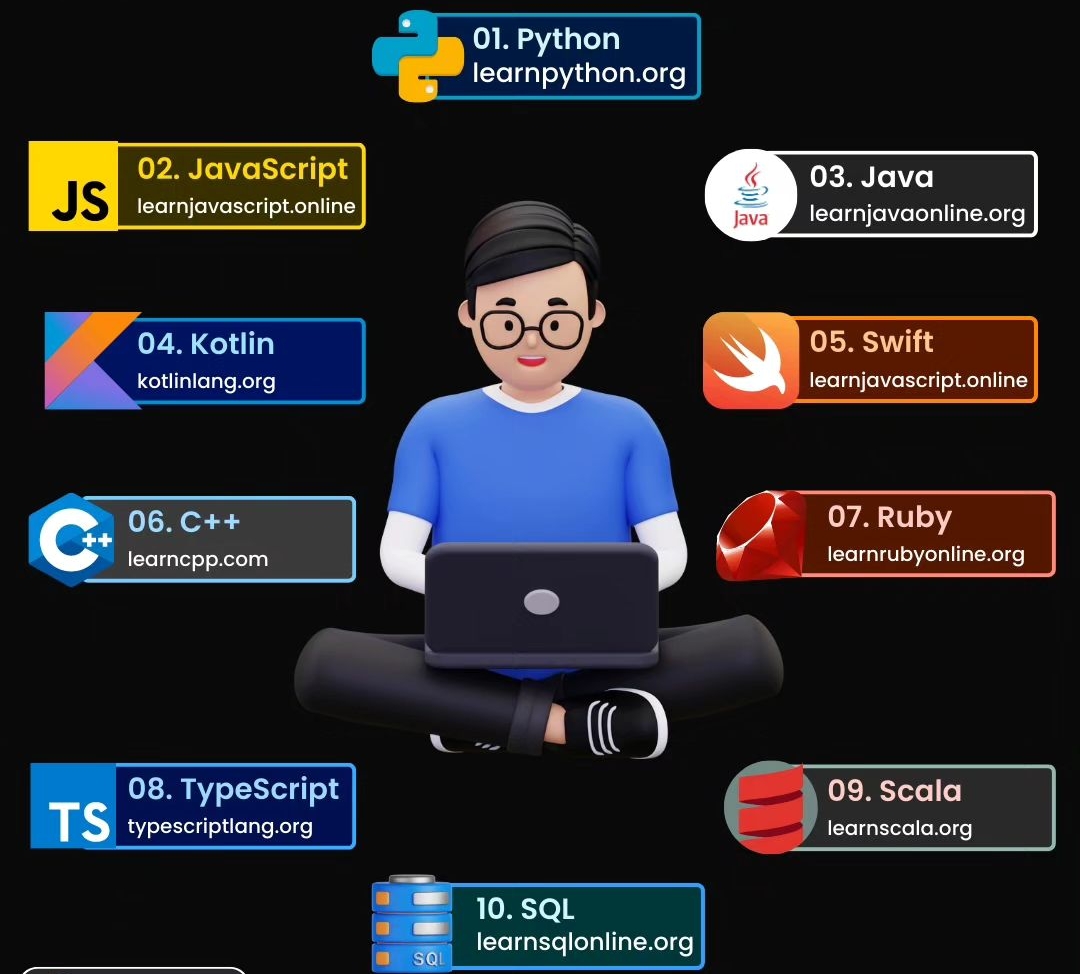 01. Python
learnpython.org
JS
02. JavaScript
learnjavascript.online
Java
03. Java
learnjavaonline.org
04. Kotlin
kotlinlang.org
05. Swift
learnjavascript.online
C++
06. C++
learncpp.com
07. Ruby
learnrubyonline.org
TS
08. TypeScript
typescriptlang.org
09. Scala
learnscala.org
SQL
10. SQL
learnsqlonline.org